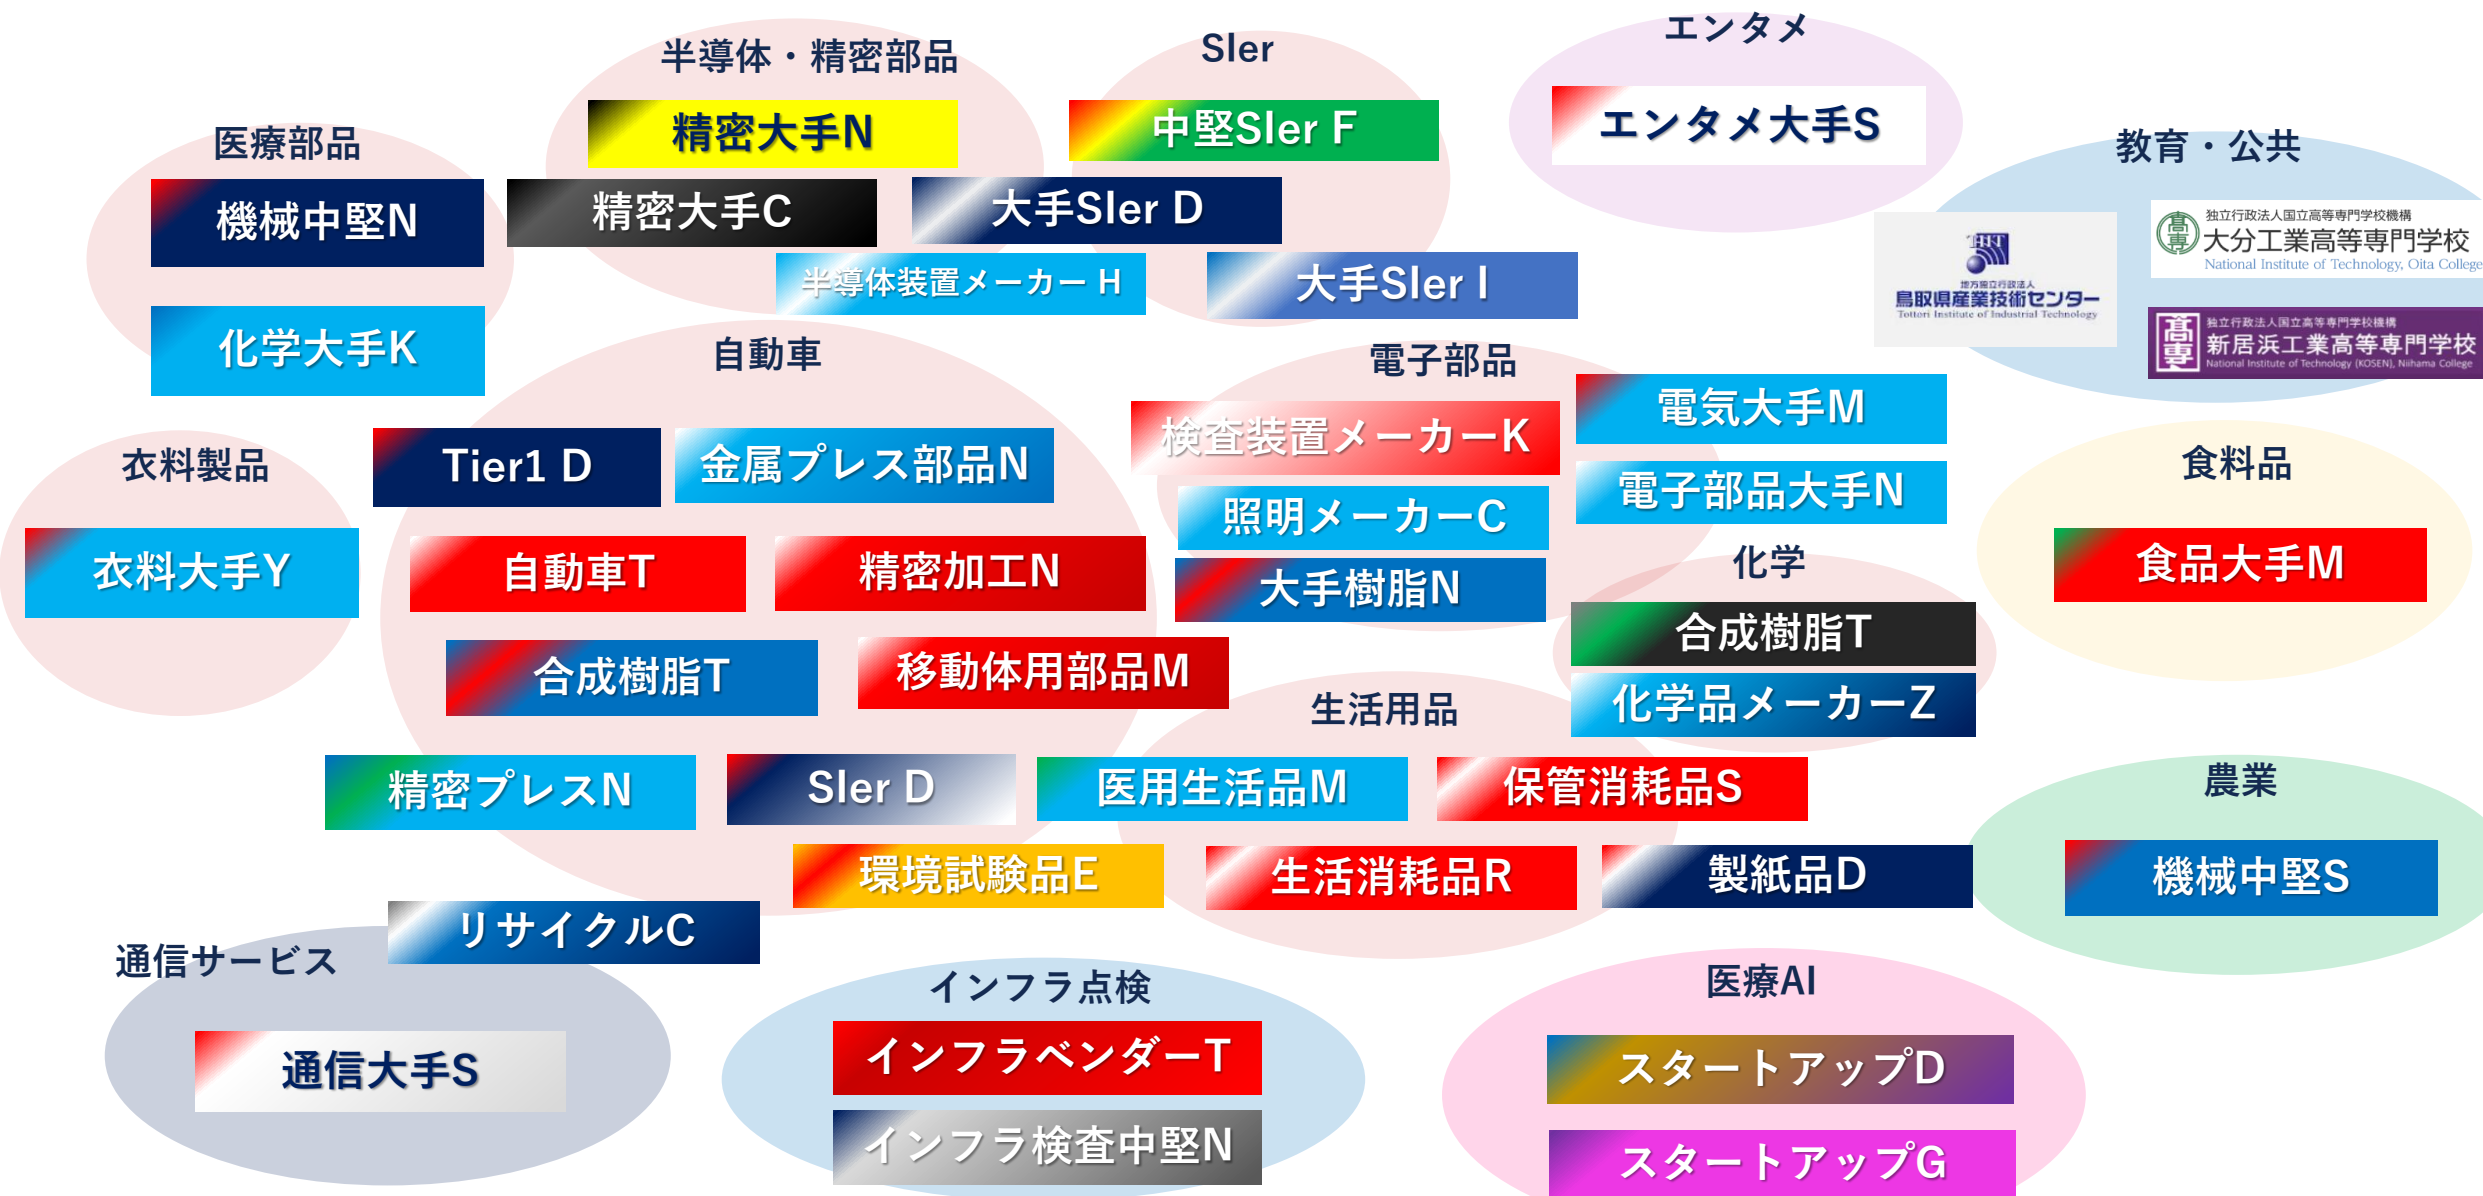 エンタメ
半導体・精密部品
SIer
エンタメ大手S
精密大手N
中堅SIer F
医療部品
教育・公共
機械中堅N
精密大手C
大手SIer D
独立行政法人国立高等専門学校機構
大分工業高等専門学校
National Institute of Technology, Oita College
TIIT
地方独立行政法人
鳥取県産業技術センター
Tottori Institute of Industrial Technology
半導体装置メーカー H
大手SIer I
高専
独立行政法人国立高等専門学校機構
新居浜工業高等専門学校
National Institute of Technology (KOSEN), Niihama College
化学大手K
自動車
電子部品
電気大手M
検査装置メーカーK
衣料製品
Tier1 D
金属プレス部品N
食料品
電子部品大手N
照明メーカーC
衣料大手Y
自動車T
精密加工N
大手樹脂N
化学
食品大手M
合成樹脂T
合成樹脂T
移動体用部品M
生活用品
化学品メーカーZ
精密プレスN
SIer D
医用生活品M
保管消耗品S
農業
環境試験品E
生活消耗品R
製紙品D
機械中堅S
リサイクルC
通信サービス
インフラ点検
医療AI
通信大手S
インフラベンダーT
スタートアップD
インフラ検査中堅N
スタートアップG